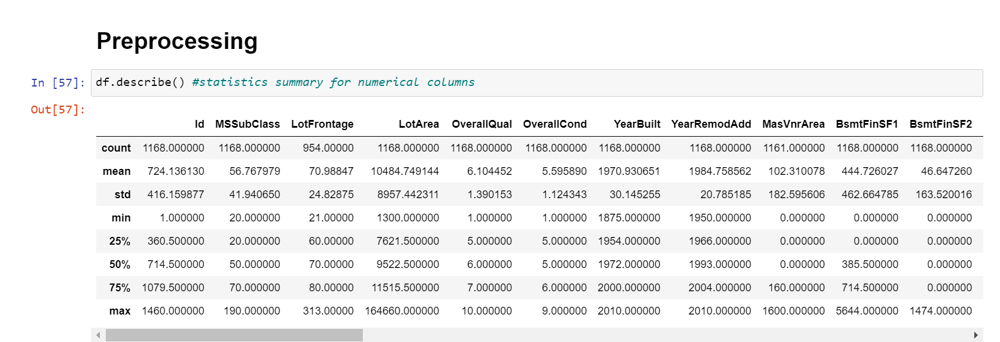 Preprocessing
In [57]: df.describe() #statistics summary for numerical columns
Out[57]:
Id MSSubClass LotFrontage LotArea OverallQual OverallCond YearBuilt YearRemodAdd MasVnrArea BsmtFinSF1 BsmtFinSF2
count 1168.000000 1168.000000 954.00000 1168.000000 1168.000000 1168.000000 1168.000000 1168.000000 1161.000000 1168.000000 1168.000000
mean 724.136130 56.767979 70.98847 10484.749144 6.104452 5.595890 1970.930651 1984.758562 102.310078 444.726027 46.647260
std 416.159877 41.940650 24.82875 8957.442311 1.390153 1.124343 30.145255 20.785185 182.595606 462.664785 163.520016
min 1.000000 20.000000 21.00000 1300.000000 1.000000 1.000000 1875.000000 1950.000000 0.000000 0.000000 0.000000
25% 360.500000 20.000000 60.00000 7621.500000 5.000000 5.000000 1954.000000 1966.000000 0.000000 0.000000 0.000000
50% 714.500000 50.000000 70.00000 9522.500000 6.000000 5.000000 1972.000000 1993.000000 0.000000 385.500000 0.000000
75% 1079.500000 70.000000 80.00000 11515.500000 7.000000 6.000000 2000.000000 2004.000000 160.000000 714.500000 0.000000
max 1460.000000 190.000000 313.00000 164660.000000 10.000000 9.000000 2010.000000 2010.000000 1600.000000 5644.000000 1474.000000